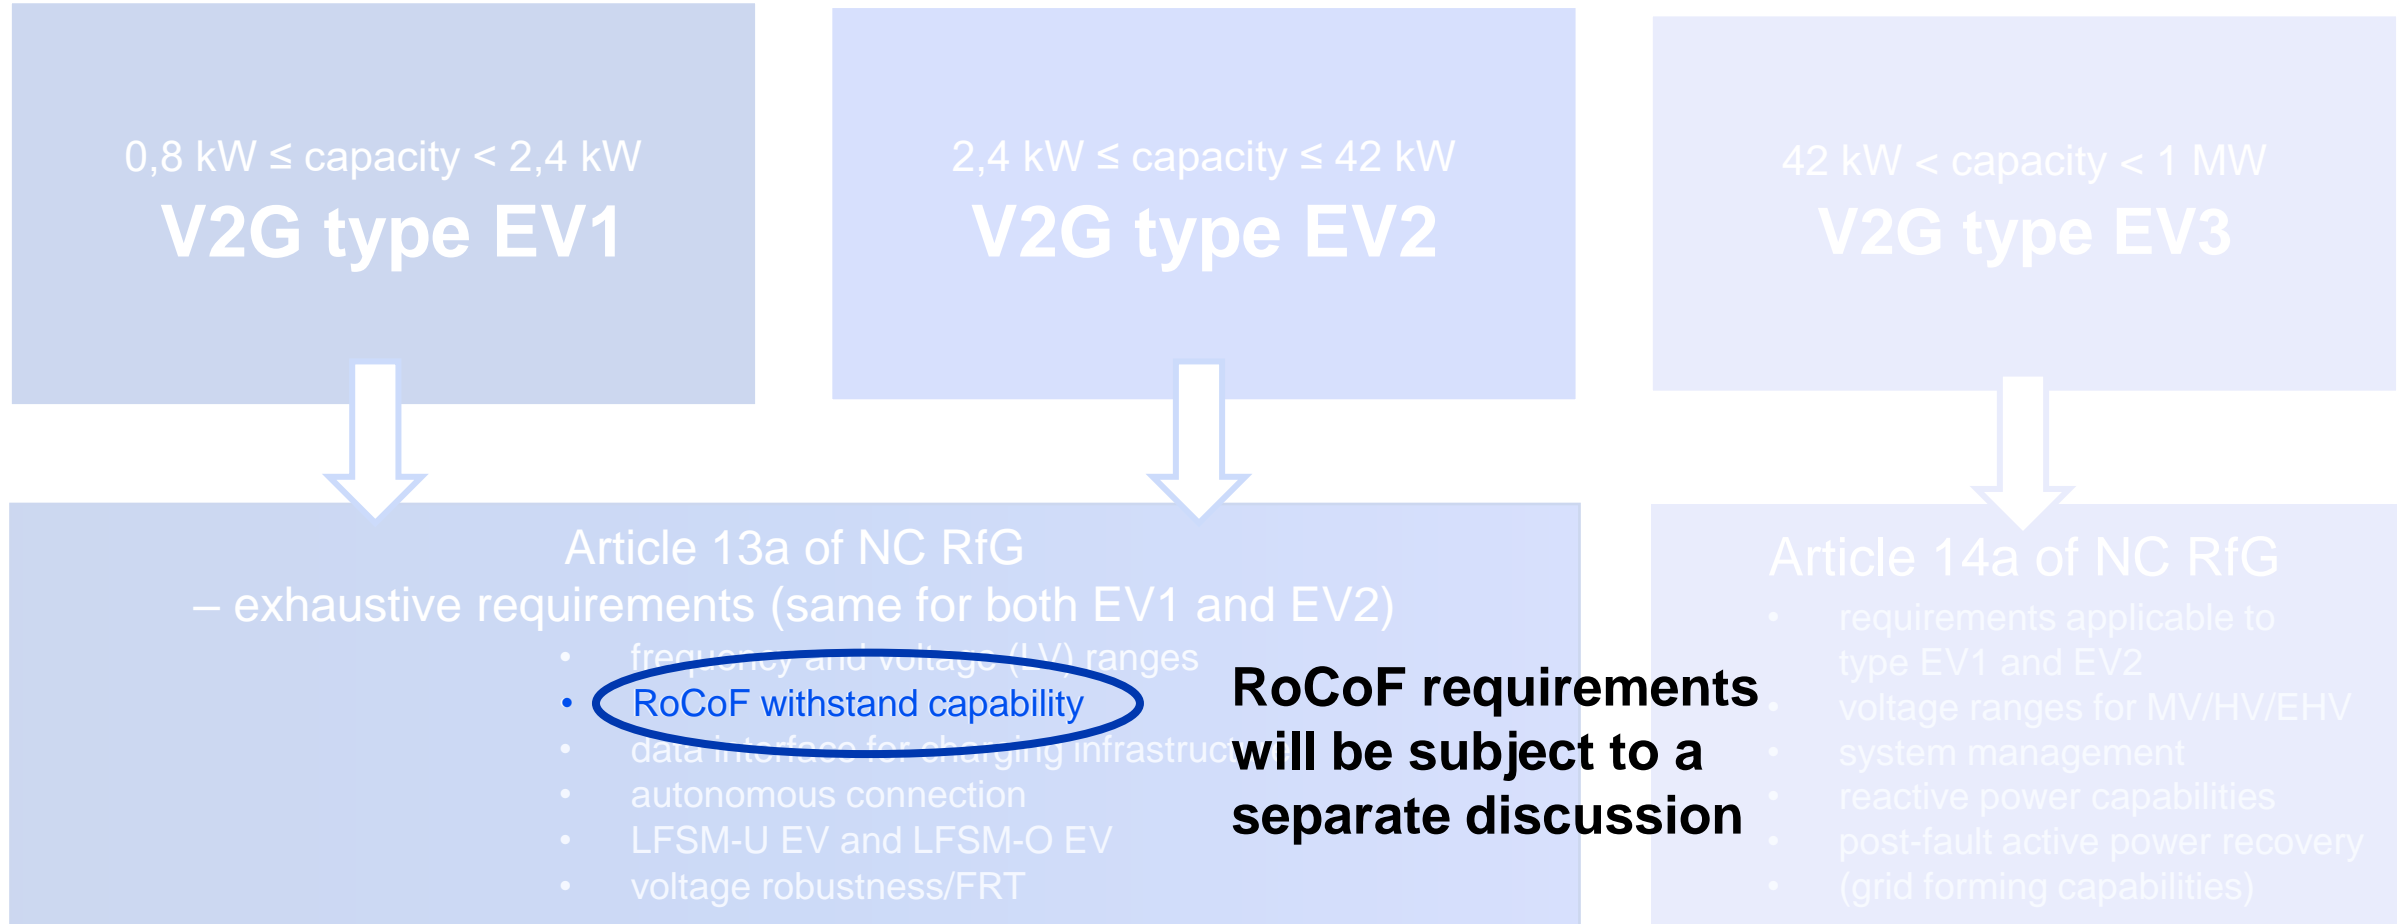 0,8 kW ≤ capacity < 2,4 kW
V2G type EV1
2,4 kW ≤ capacity ≤ 42 kW
V2G type EV2
42 kW < capacity < 1 MW
V2G type EV3
Article 13a of NC RfG
– exhaustive requirements (same for both EV1 and EV2)
• frequency and voltage (LV) ranges
• RoCoF withstand capability
• data interface for charging
• autonomous connection
• LFSM-U EV and LFSM-O EV
• voltage robustness/FRT
RoCoF requirements
will be subject to a
separate discussion
Article 14a of NC RfG
• requirements applicable to
type EV1 and EV2
• voltage ranges for MV/HV/EHV
• system management
• reactive power capabilities
• post-fault active power recovery
• (grid forming capabilities)